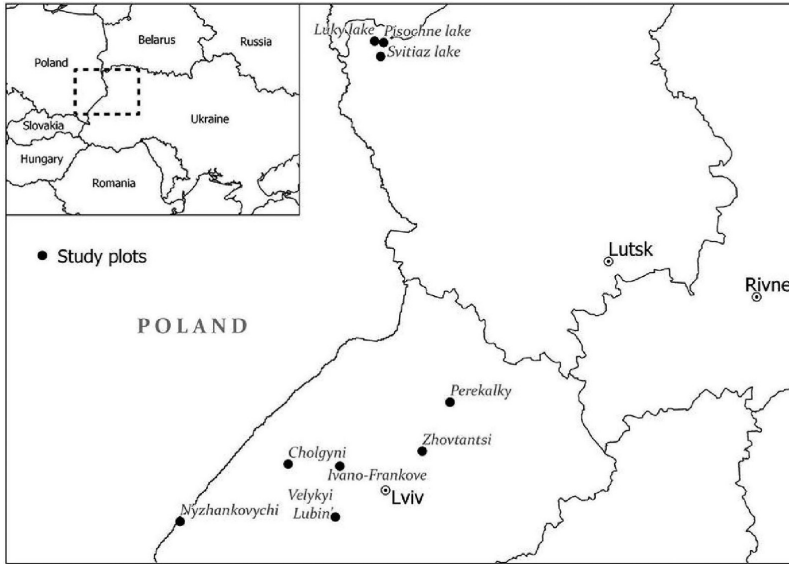 Belarus
Russia
Poland
Slovakia
Ukraine
Hungary
Romania
Luky lake
Pisochne lake
Svitiaz lake
Study plots
Lutsk
Rivne
POLAND
Perekalky
Zhovtantsi
Cholgyni
Ivano-Frankove
Lviv
Velykyi
Lubin'
Nyzhankovychi